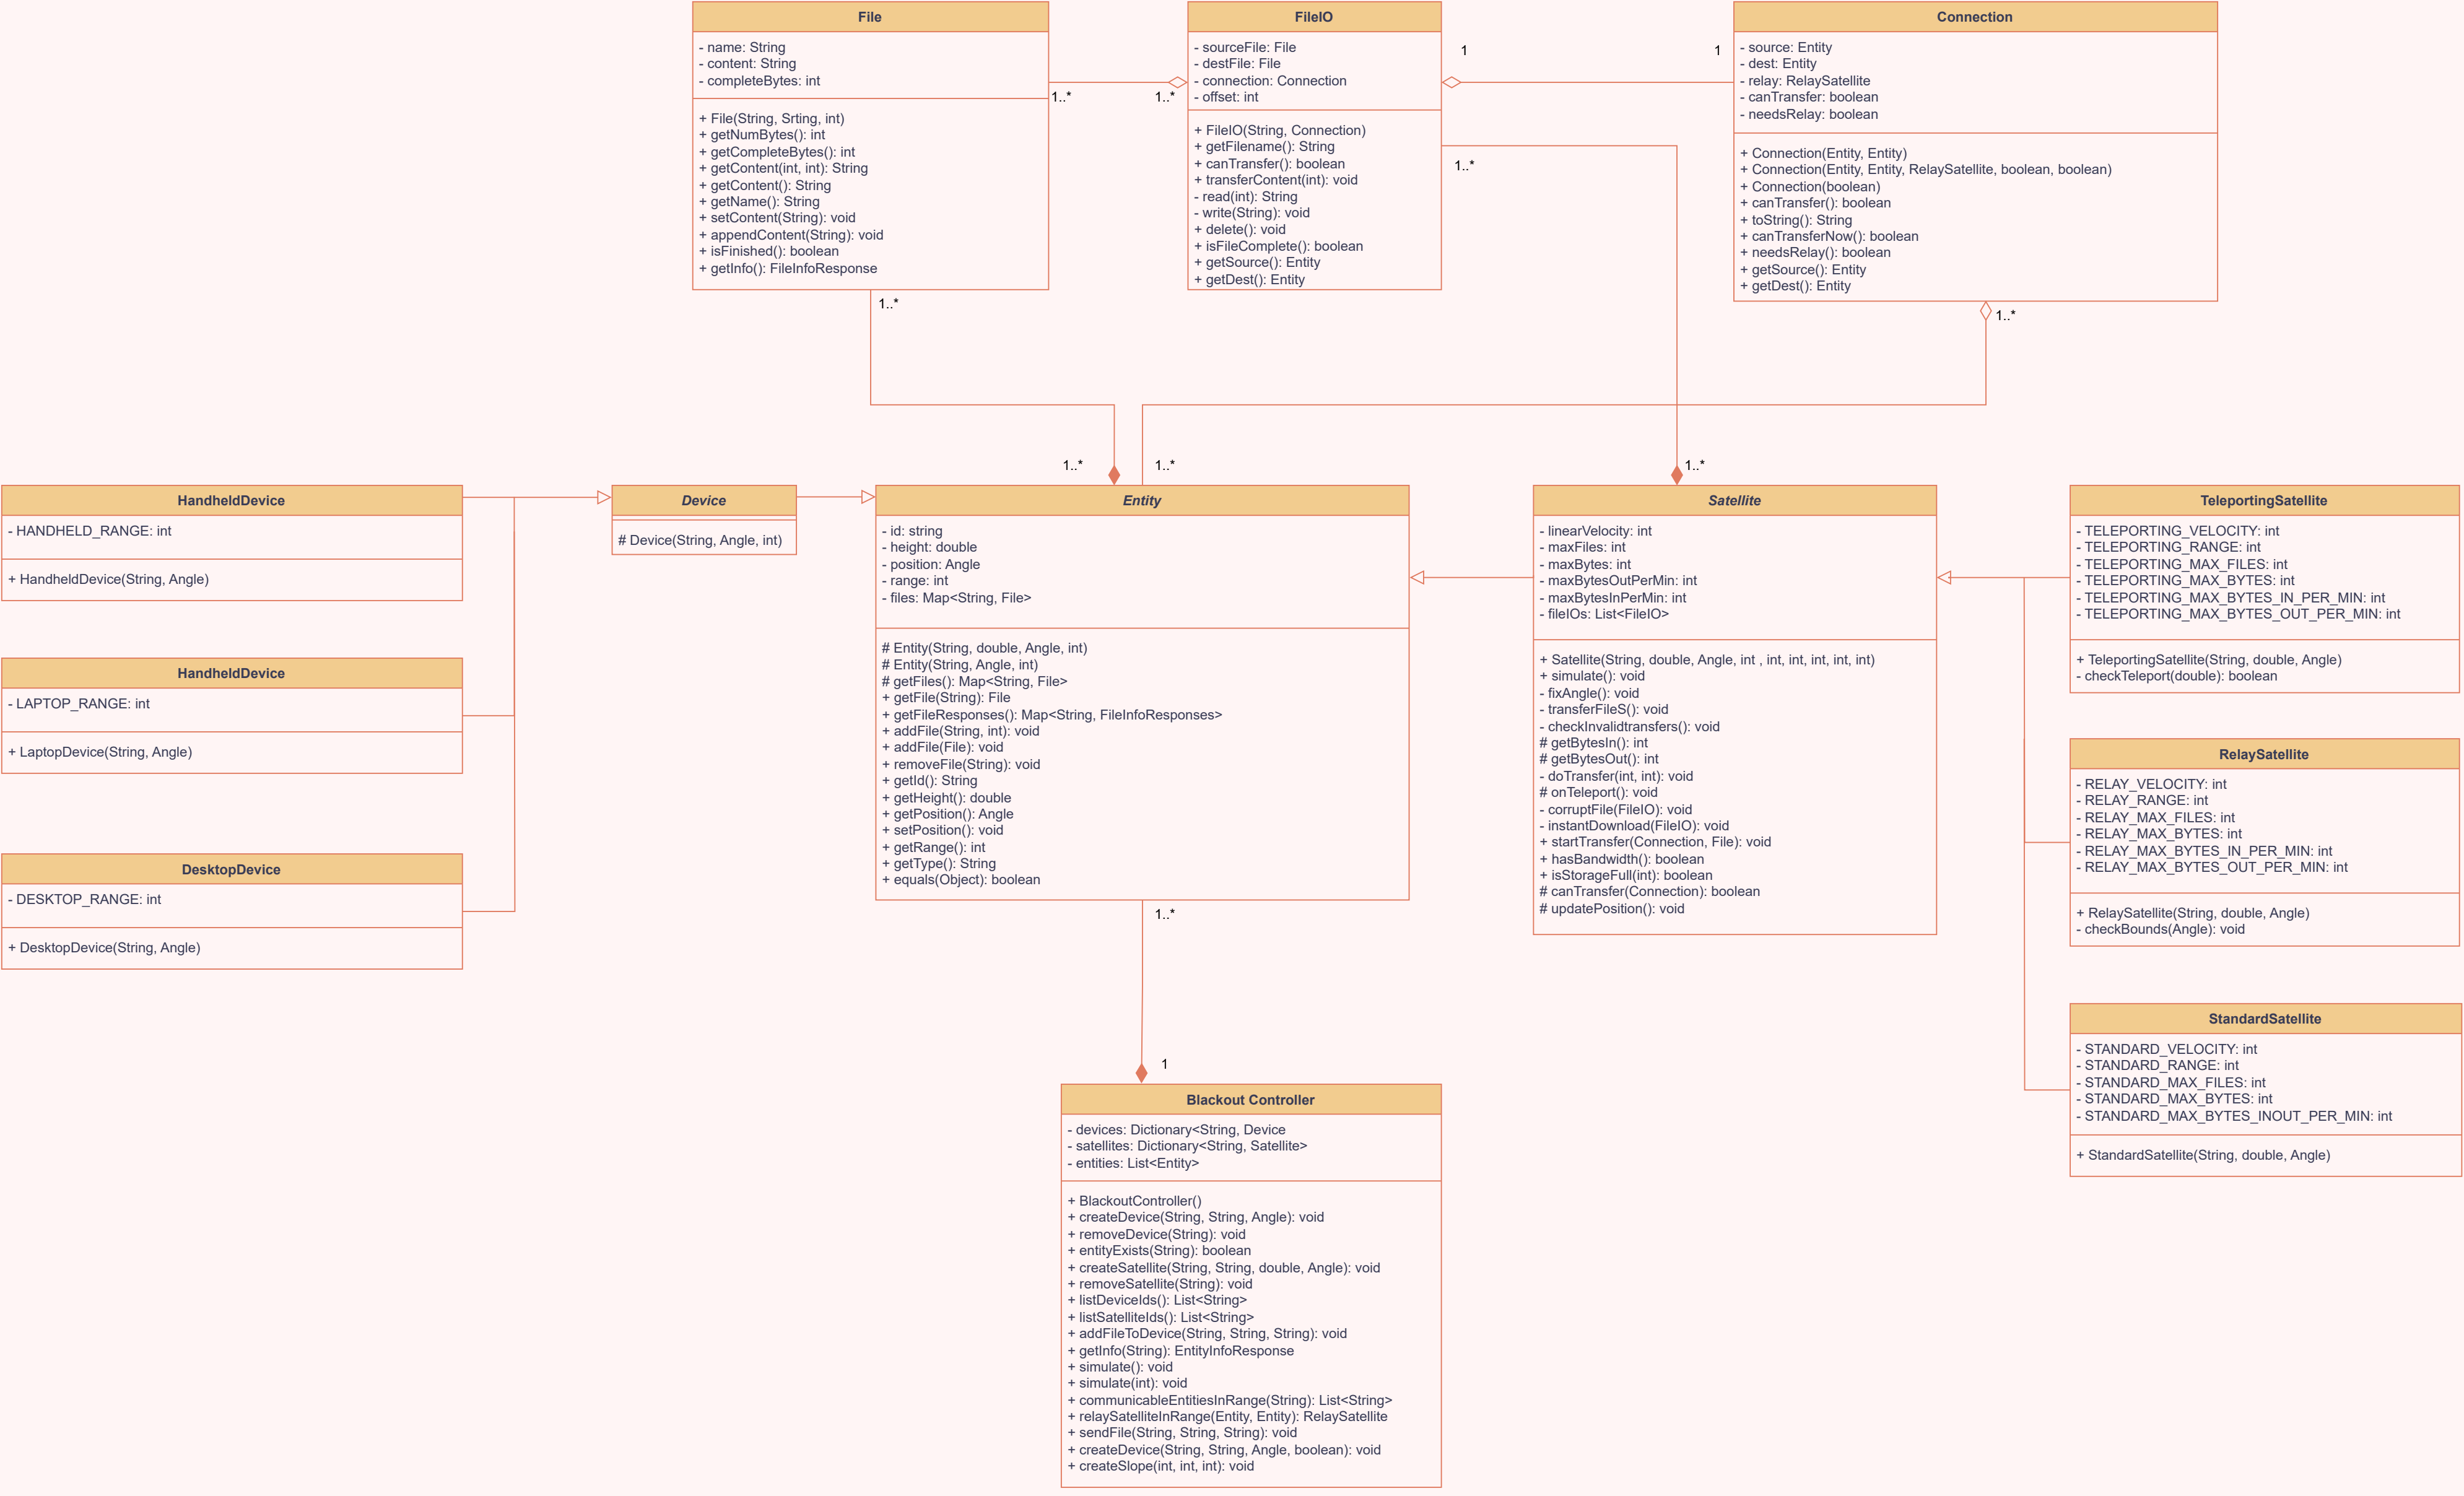 File
- name: String
- content: String
- completeBytes: int
+ File(String, Srting, int)
+ getNumBytes(): int
+ getCompleteBytes(): int
+ getContent(int, int): String
+ getContent(): String
+ getName(): String
+ setContent(String): void
+ appendContent(String): void
+ isFinished(): boolean
+ getInfo(): FileInfoResponse
1..*
1..*
1..*
FileIO
- sourceFile: File
- destFile: File
- connection: Connection
- offset: int
+ FileIO(String, Connection)
+ getFilename(): String
+ canTransfer(): boolean
+ transferContent(int): void
- read(int): String
- write(String): void
+ delete(): void
+ isFileComplete(): boolean
+ getSource(): Entity
+ getDest(): Entity
1
1
1..*
Connection
- source: Entity
- dest: Entity
- relay: RelaySatellite
- canTransfer: boolean
- needsRelay: boolean
+ Connection(Entity, Entity)
+ Connection(Entity, Entity, RelaySatellite, boolean, boolean)
+ Connection(boolean)
+ canTransfer(): boolean
+ toString(): String
+ canTransferNow(): boolean
+ needsRelay(): boolean
+ getSource(): Entity
+ getDest(): Entity
1..*
1..*
1..*
1..*
HandheldDevice
- HANDHELD_RANGE: int
+ HandheldDevice(String, Angle)
HandheldDevice
- LAPTOP_RANGE: int
+ LaptopDevice(String, Angle)
DesktopDevice
- DESKTOP_RANGE: int
+ DesktopDevice(String, Angle)
Device
# Device(String, Angle, int)
Entity
- id: string
- height: double
- position: Angle
- range: int
- files: Map<String, File>
# Entity(String, double, Angle, int)
# Entity(String, Angle, int)
# getFiles(): Map<String, File>
+ getFile(String): File
+ getFileResponses(): Map<String, FileInfoResponses>
+ addFile(String, int): void
+ addFile(File): void
+ removeFile(String): void
+ getId(): String
+ getHeight(): double
+ getPosition(): Angle
+ setPosition(): void
+ getRange(): int
+ getType(): String
+ equals(Object): boolean
1..*
1
Satellite
- linearVelocity: int
- maxFiles: int
- maxBytes: int
- maxBytesOutPerMin: int
- maxBytesInPerMin: int
- fileIOs: List<FileIO>
+ Satellite(String, double, Angle, int , int, int, int, int, int)
+ simulate(): void
- fixAngle(): void
- transferFileS(): void
- checkInvalidtransfers(): void
# getBytesIn(): int
# getBytesOut(): int
- doTransfer(int, int): void
# onTeleport(): void
- corruptFile(FileIO): void
- instantDownload(FileIO): void
+ startTransfer(Connection, File): void
+ hasBandwidth(): boolean
+ isStorageFull(int): boolean
# canTransfer(Connection): boolean
# updatePosition(): void
TeleportingSatellite
- TELEPORTING_VELOCITY: int
- TELEPORTING_RANGE: int
- TELEPORTING_MAX_FILES: int
- TELEPORTING_MAX_BYTES: int
- TELEPORTING_MAX_BYTES_IN_PER_MIN: int
- TELEPORTING_MAX_BYTES_OUT_PER_MIN: int
+ TeleportingSatellite(String, double, Angle)
- checkTeleport(double): boolean
RelaySatellite
- RELAY_VELOCITY: int
- RELAY_RANGE: int
- RELAY_MAX_FILES: int
- RELAY_MAX_BYTES: int
- RELAY_MAX_BYTES_IN_PER_MIN: int
- RELAY_MAX_BYTES_OUT_PER_MIN: int
+ RelaySatellite(String, double, Angle)
- checkBounds(Angle): void
StandardSatellite
- STANDARD_VELOCITY: int
- STANDARD_RANGE: int
- STANDARD_MAX_FILES: int
- STANDARD_MAX_BYTES: int
- STANDARD_MAX_BYTES_INOUT_PER_MIN: int
+ StandardSatellite(String, double, Angle)
Blackout Controller
- devices: Dictionary<String, Device
- satellites: Dictionary<String, Satellite>
- entities: List<Entity>
+ BlackoutController()
+ createDevice(String, String, Angle): void
+ removeDevice(String): void
+ entityExists(String): boolean
+ createSatellite(String, String, double, Angle): void
+ removeSatellite(String): void
+ listDeviceIds(): List<String>
+ listSatelliteIds(): List<String>
+ addFileToDevice(String, String, String): void
+ getInfo(String): EntityInfoResponse
+ simulate(): void
+ simulate(int): void
+ communicableEntitiesInRange(String): List<String>
+ relaySatelliteInRange(Entity, Entity): RelaySatellite
+ sendFile(String, String, String): void
+ createDevice(String, String, Angle, boolean): void
+ createSlope(int, int, int): void